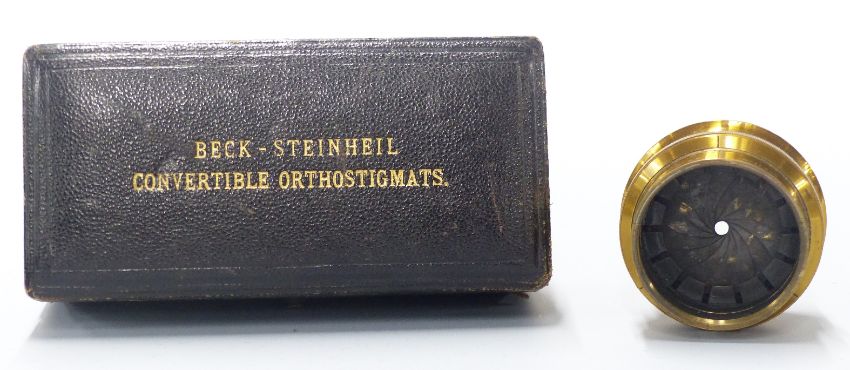 BECK-STEINHEIL
CONVERTIBLE ORTHOSTIGMATS.